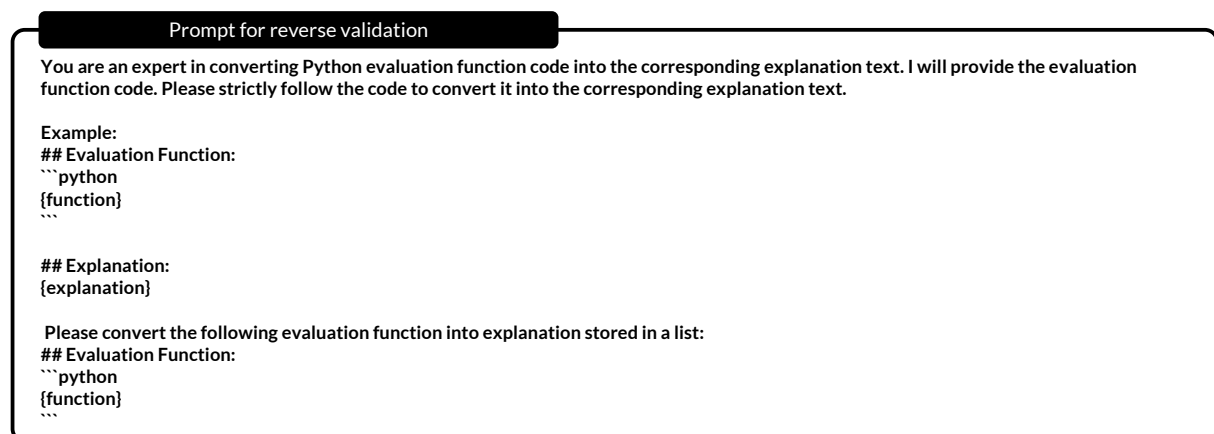 Prompt for reverse validation
You are an expert in converting Python evaluation function code into the corresponding explanation text. I will provide the evaluation
function code. Please strictly follow the code to convert it into the corresponding explanation text.
Example:
## Evaluation Function:
```python
{function}
```
## Explanation:
{explanation}
Please convert the following evaluation function into explanation stored in a list:
## Evaluation Function:
```python
{function}
```